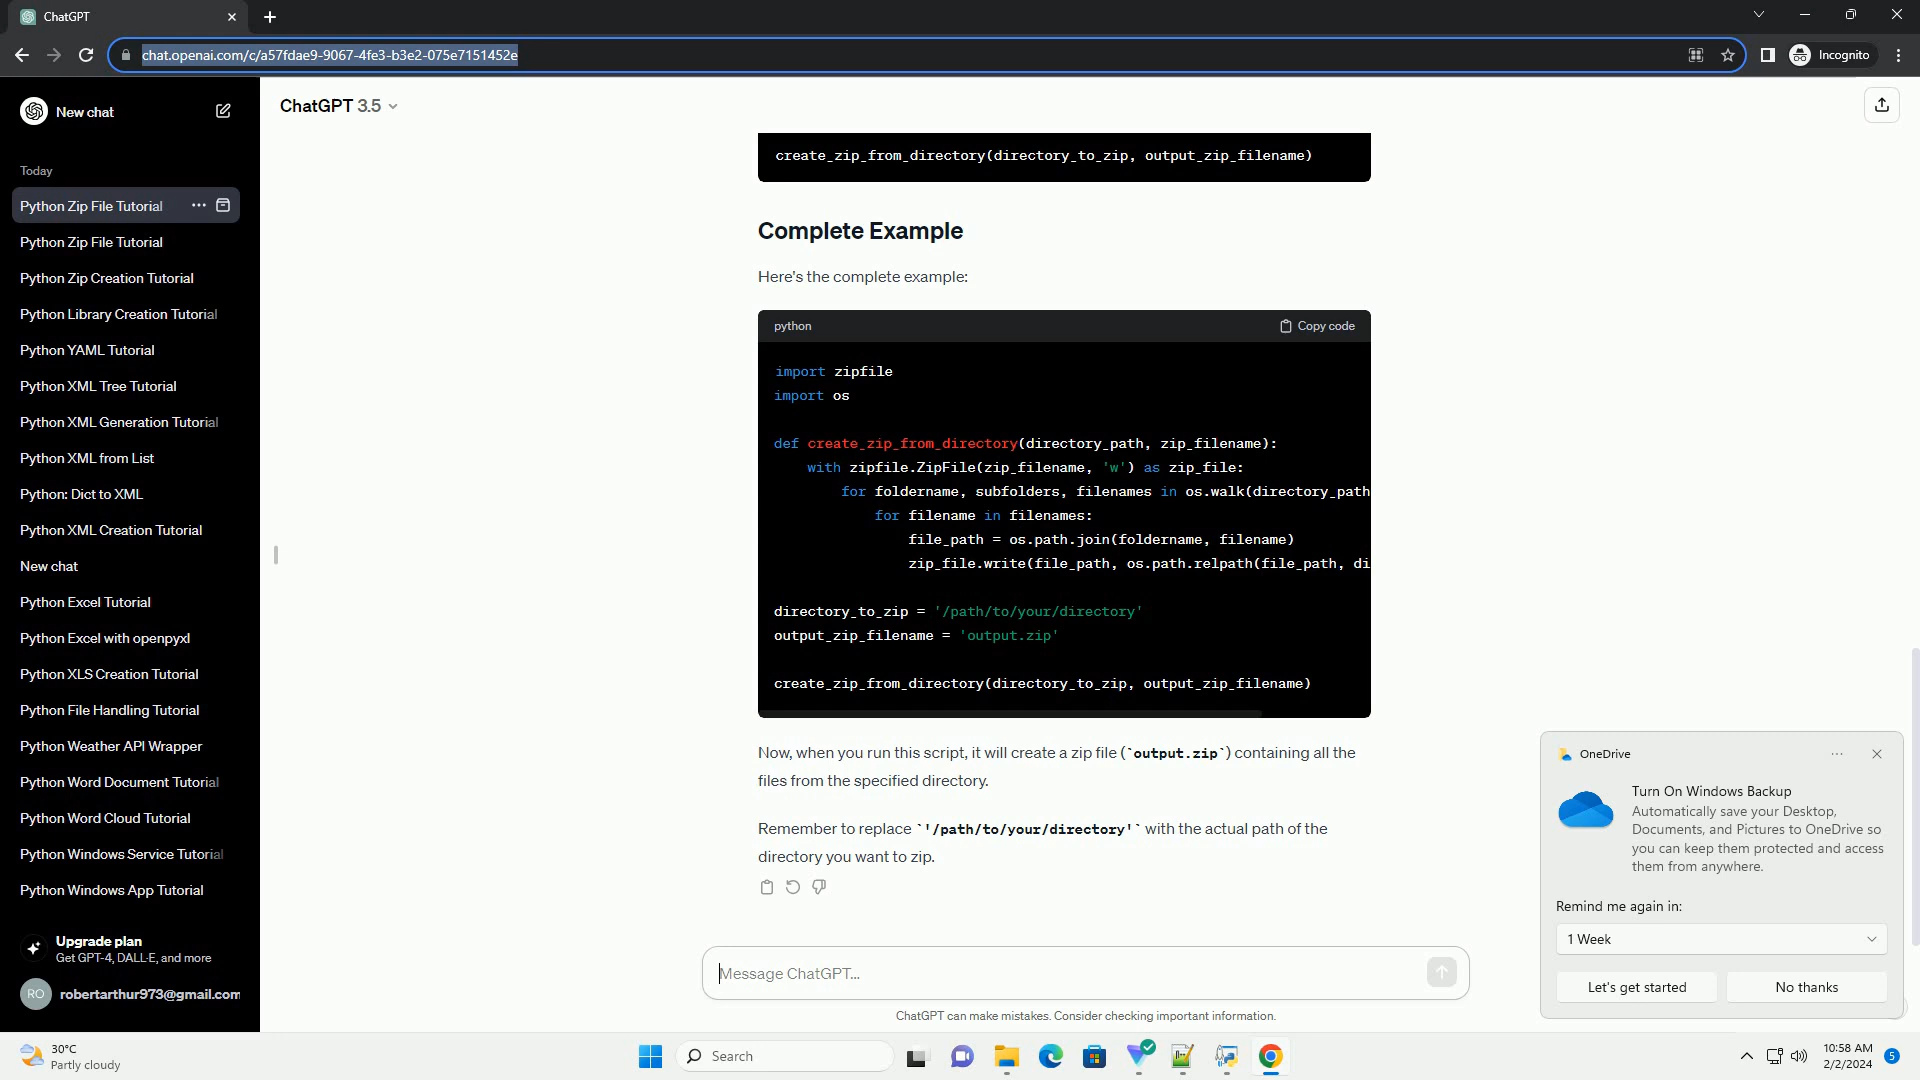 ChatGPT
chat.openai.com/c/a57fdae9-9067-4fe3-b3e2-075e7151452e
Incognito
New chat
Today
Python Zip File Tutorial
Python Zip File Tutorial
Python Zip Creation Tutorial
Python Library Creation Tutorial
Python YAML Tutorial
Python XML Tree Tutorial
Python XML Generation Tutorial
Python XML from List
Python: Dict to XML
Python XML Creation Tutorial
New chat
Python Excel Tutorial
Python Excel with openpyxl
Python XLS Creation Tutorial
Python File Handling Tutorial
Python Weather API Wrapper
Python Word Document Tutorial
Python Word Cloud Tutorial
Python Windows Service Tutorial
Python Windows App Tutorial
Upgrade plan
Get GPT-4, DALL·E, and more
RO
robertarthur973@gmail.com
ChatGPT 3.5
create_zip_from_directory(directory_to_zip, output_zip_filename)
Complete Example
Here's the complete example:
python
Copy code
import zipfile
import os
def create_zip_from_directory(directory_path, zip_filename):
with zipfile.ZipFile(zip_filename, 'w') as zip_file:
for foldername, subfolders, filenames in os.walk(directory_path
for filename in filenames:
file_path = os.path.join(foldername, filename)
zip_file.write(file_path, os.path.relpath(file_path, di
directory_to_zip = '/path/to/your/directory'
output_zip_filename = 'output.zip'
create_zip_from_directory(directory_to_zip, output_zip_filename)
Now, when you run this script, it will create a zip file (`output.zip`) containing all the
files from the specified directory.
Remember to replace `'/path/to/your/directory'` with the actual path of the
directory you want to zip.
Message ChatGPT...
ChatGPT can make mistakes. Consider checking important information.
OneDrive
Turn On Windows Backup
Automatically save your Desktop,
Documents, and Pictures to OneDrive so
you can keep them protected and access
them from anywhere.
Remind me again in:
1 Week
Let's get started
No thanks
30°C
Partly cloudy
Search
10:58 AM
2/2/2024
5